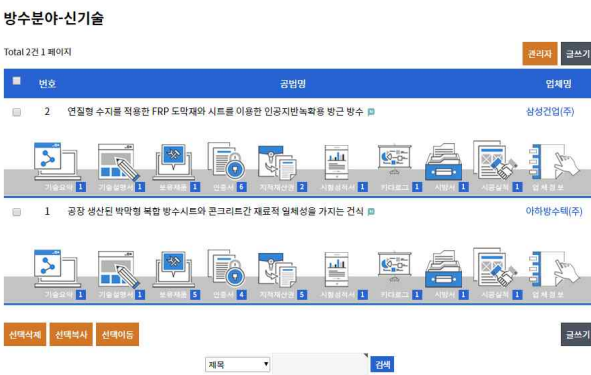 방수분야-신기술
Total 2건 1 페이지
관리자 글쓰기
번호 공법명 업체명
2 연질형 수지를 적용한 FRP 도막재와 시트를 이용한 인공지반녹화용 방근 방수 삼성건업(주)
기술요약 1 기술설명서 1 보유제품 1 인증서 6 지적재산권 2 시험성적서 1 카다로그 1 시방서 1 시공실적 1 업체정보
1 공장 생산된 박막형 복합 방수시트와 콘크리트간 재료적 일체성을 가지는 건식 아하방수텍(주)
기술요약 1 기술설명서 1 보유제품 5 인증서 4 지적재산권 5 시험성적서 1 카다로그 1 시방서 1 시공실적 1 업체정보
선택삭제 선택복사 선택이동 글쓰기
제목 검색